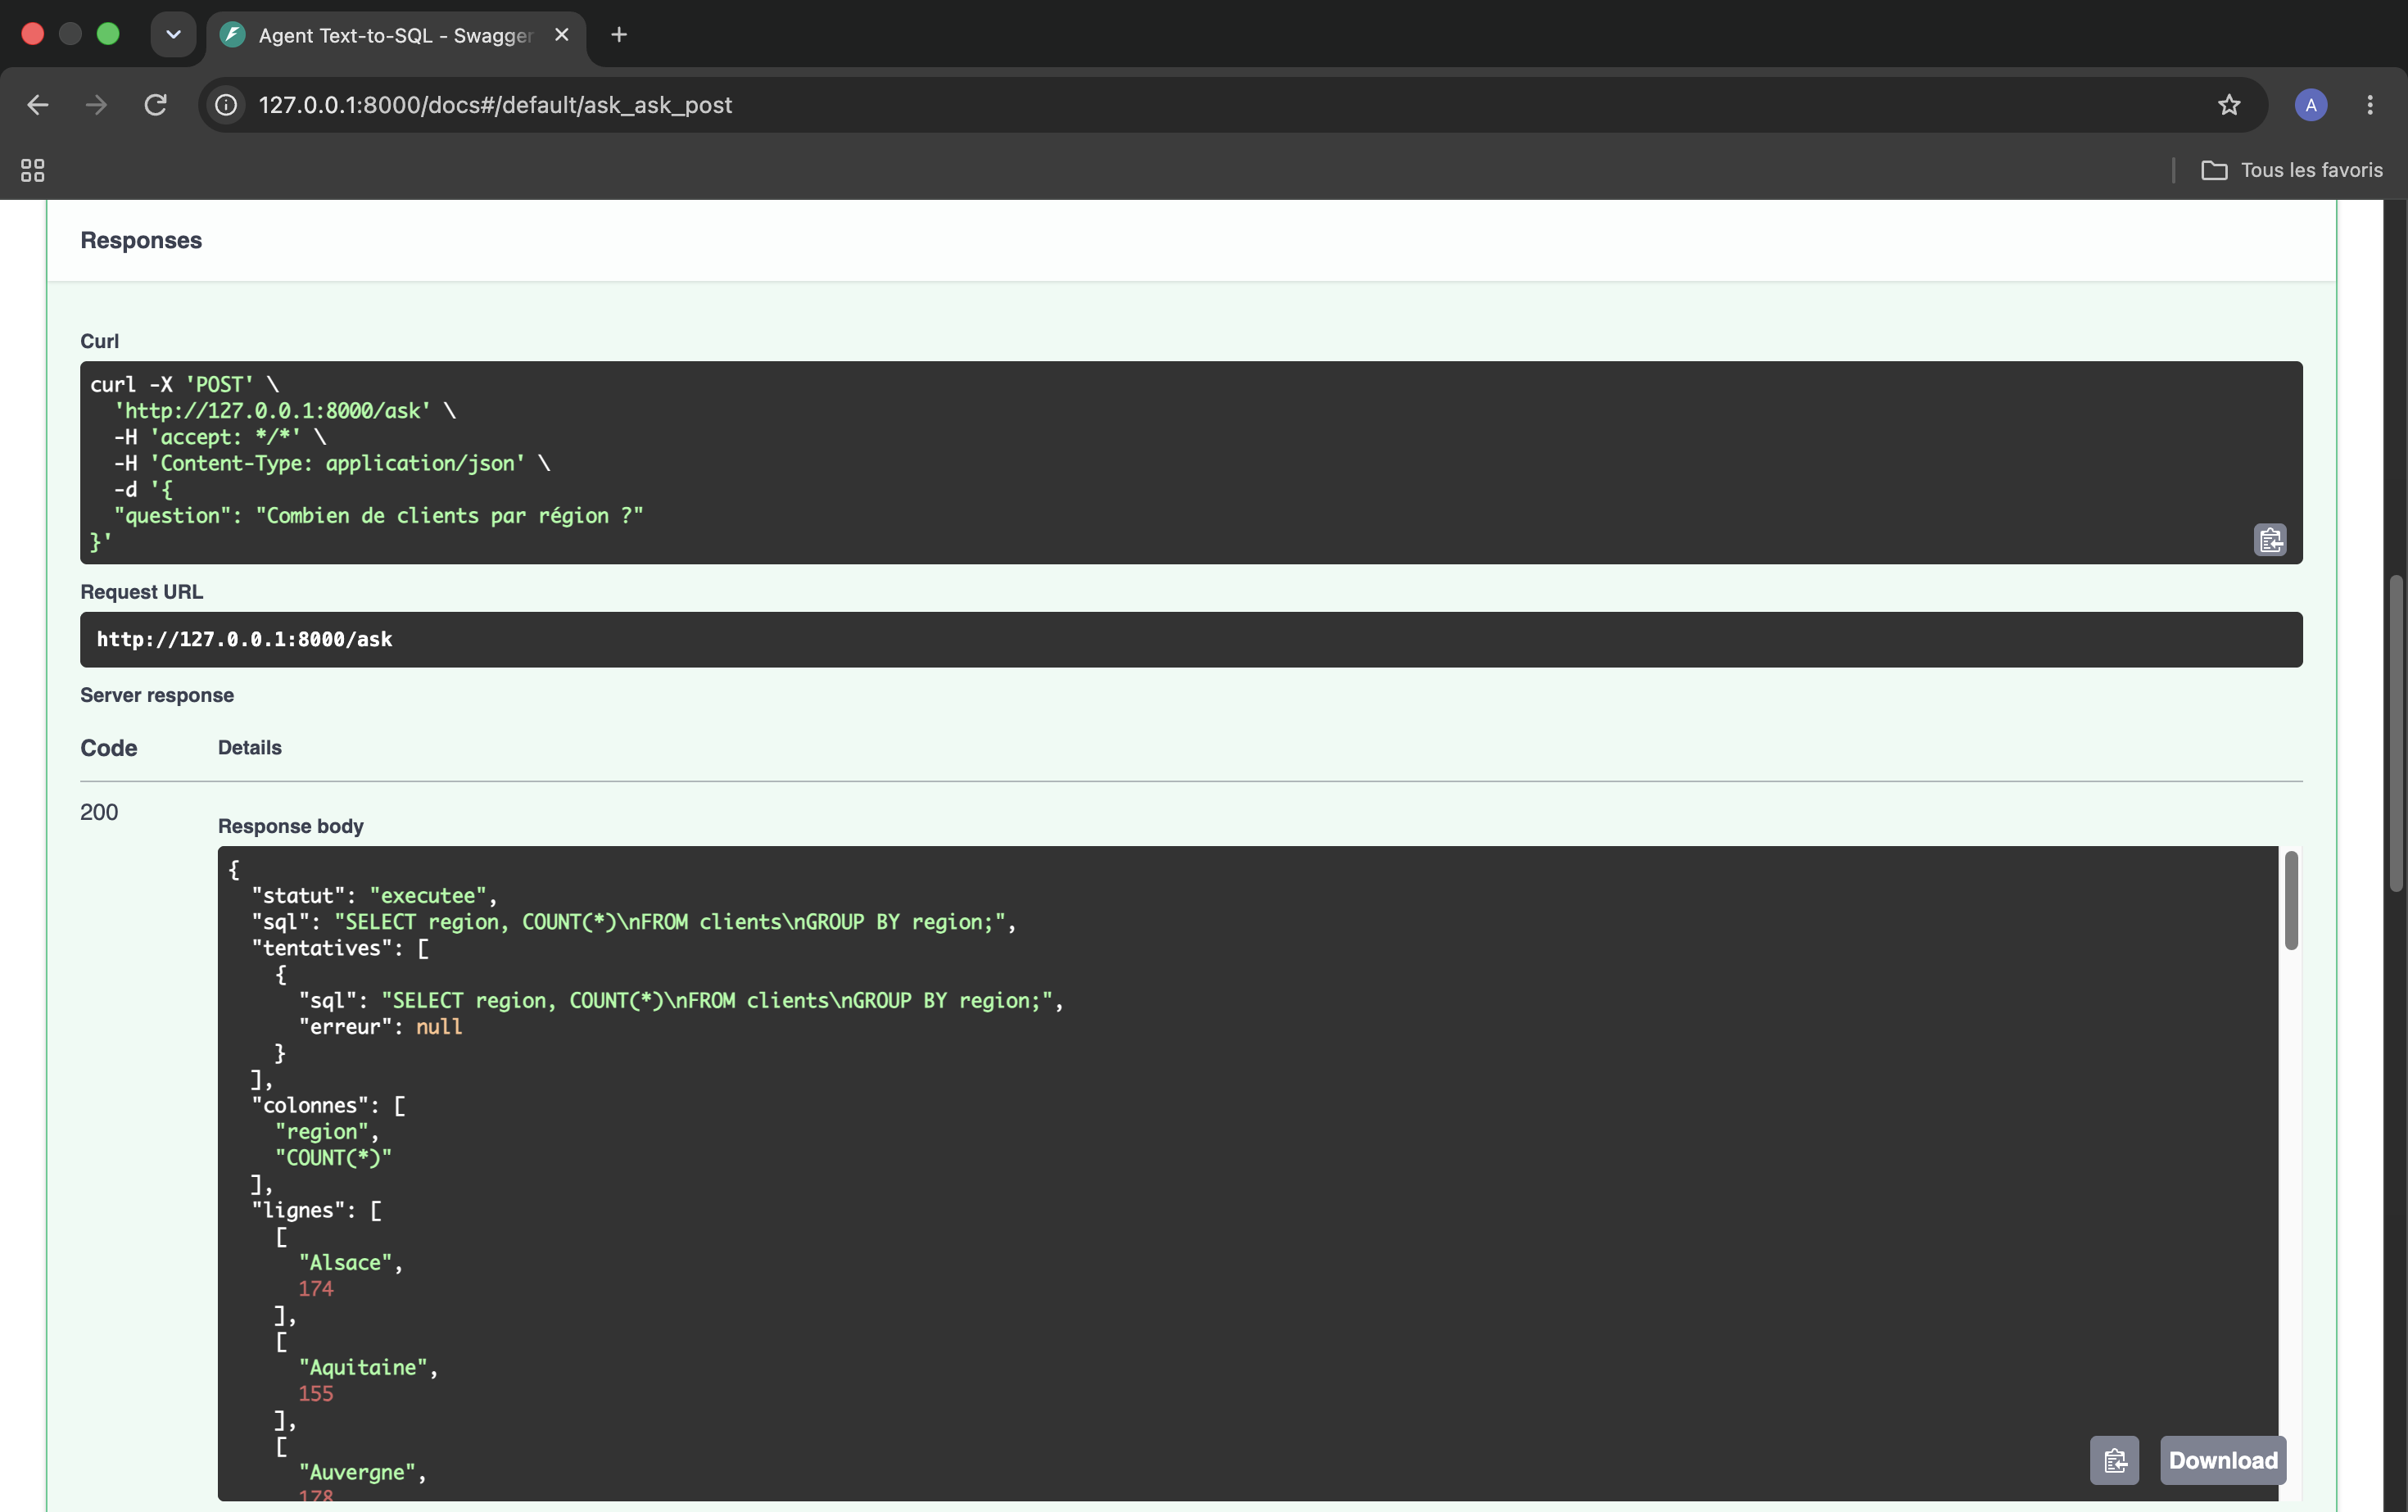 Agent Text-to-SQL - Swagger
127.0.0.1:8000/docs#/default/ask_ask_post
A
Tous les favoris
Responses
Curl
curl -X 'POST' \
  'http://127.0.0.1:8000/ask' \
  -H 'accept: */*' \
  -H 'Content-Type: application/json' \
  -d '{
  "question": "Combien de clients par région ?"
}'
Request URL
http://127.0.0.1:8000/ask
Server response
Code Details
200
Response body
{
  "statut": "executee",
  "sql": "SELECT region, COUNT(*)\nFROM clients\nGROUP BY region;",
  "tentatives": [
    {
      "sql": "SELECT region, COUNT(*)\nFROM clients\nGROUP BY region;",
      "erreur": null
    }
  ],
  "colonnes": [
    "region",
    "COUNT(*)"
  ],
  "lignes": [
    [
      "Alsace",
      174
    ],
    [
      "Aquitaine",
      155
    ],
    [
      "Auvergne",
      178
Download